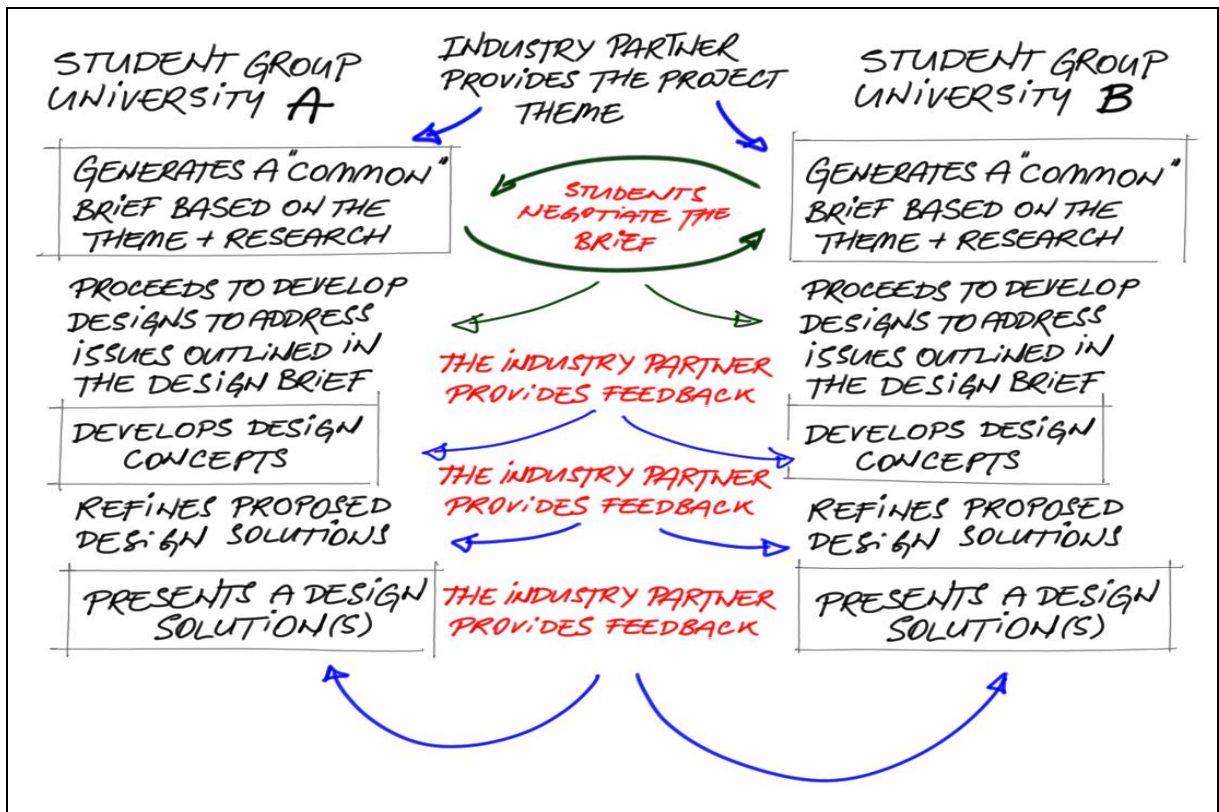 STUDENT GROUP
UNIVERSITY A
GENERATES A "COMMON"
BRIEF BASED ON THE
THEME + RESEARCH
PROCEEDS TO DEVELOP
DESIGNS TO ADDRESS
ISSUES OUTLINED IN
THE DESIGN BRIEF
DEVELOPS DESIGN
CONCEPTS
REFINES PROPOSED
DESIGN SOLUTIONS
PRESENTS A DESIGN
SOLUTION(S)
INDUSTRY PARTNER
PROVIDES THE PROJECT
THEME
STUDENTS
NEGOTIATE THE
BRIEF
THE INDUSTRY PARTNER
PROVIDES FEEDBACK
THE INDUSTRY PARTNER
PROVIDES FEEDBACK
THE INDUSTRY PARTNER
PROVIDES FEEDBACK
STUDENT GROUP
UNIVERSITY B
GENERATES A "COMMON"
BRIEF BASED ON THE
THEME + RESEARCH
PROCEEDS TO DEVELOP
DESIGNS TO ADDRESS
ISSUES OUTLINED IN
THE DESIGN BRIEF
DEVELOPS DESIGN
CONCEPTS
REFINES PROPOSED
DESIGN SOLUTIONS
PRESENTS A DESIGN
SOLUTION(S)